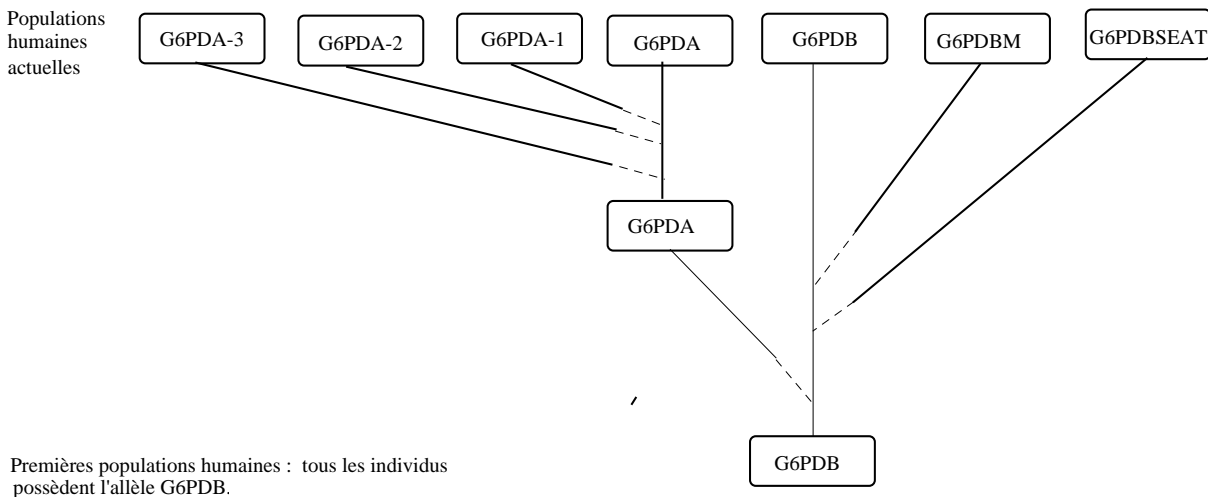 Populations
humaines
actuelles
G6PDA-3
G6PDA-2
G6PDA-1
G6PDA
G6PDB
G6PDBM
G6PDBSEAT
G6PDA
G6PDB
Premières populations humaines : tous les individus
possèdent l'allèle G6PDB.